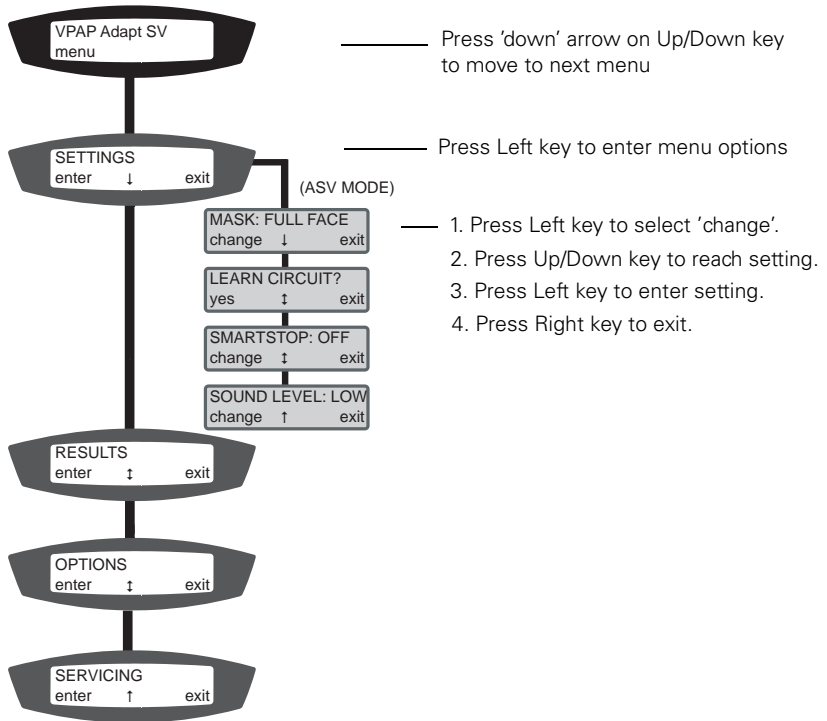 VPAP Adapt SV
menu
Press ’down’ arrow on Up/Down key
to move to next menu
SETTINGS
enter ↓ exit
Press Left key to enter menu options
(ASV MODE)
MASK: FULL FACE
change ↓ exit
1. Press Left key to select ’change’.
2. Press Up/Down key to reach setting.
3. Press Left key to enter setting.
4. Press Right key to exit.
LEARN CIRCUIT?
yes ↕ exit
SMARTSTOP: OFF
change ↕ exit
SOUND LEVEL: LOW
change ↑ exit
RESULTS
enter ↕ exit
OPTIONS
enter ↕ exit
SERVICING
enter ↑ exit